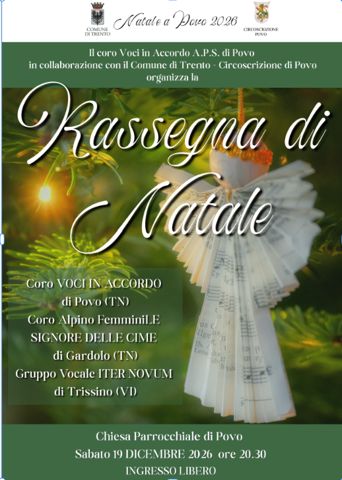 COMUNE
DI TRENTO
Natale a Povo 2026
CIRCOSCRIZIONE
POVO
Il coro Voci in Accordo A.P.S. di Povo
in collaborazione con il Comune di Trento - Circoscrizione di Povo
organizza la
Rassegna di
Natale
Coro VOCI IN ACCORDO
di Povo (TN)
Coro Alpino FemminiLE
SIGNORE DELLE CIME
di Gardolo (TN)
Gruppo Vocale ITER NOVUM
di Trissino (VI)
Chiesa Parrocchiale di Povo
Sabato 19 DICEMBRE 2026 ore 20.30
INGRESSO LIBERO